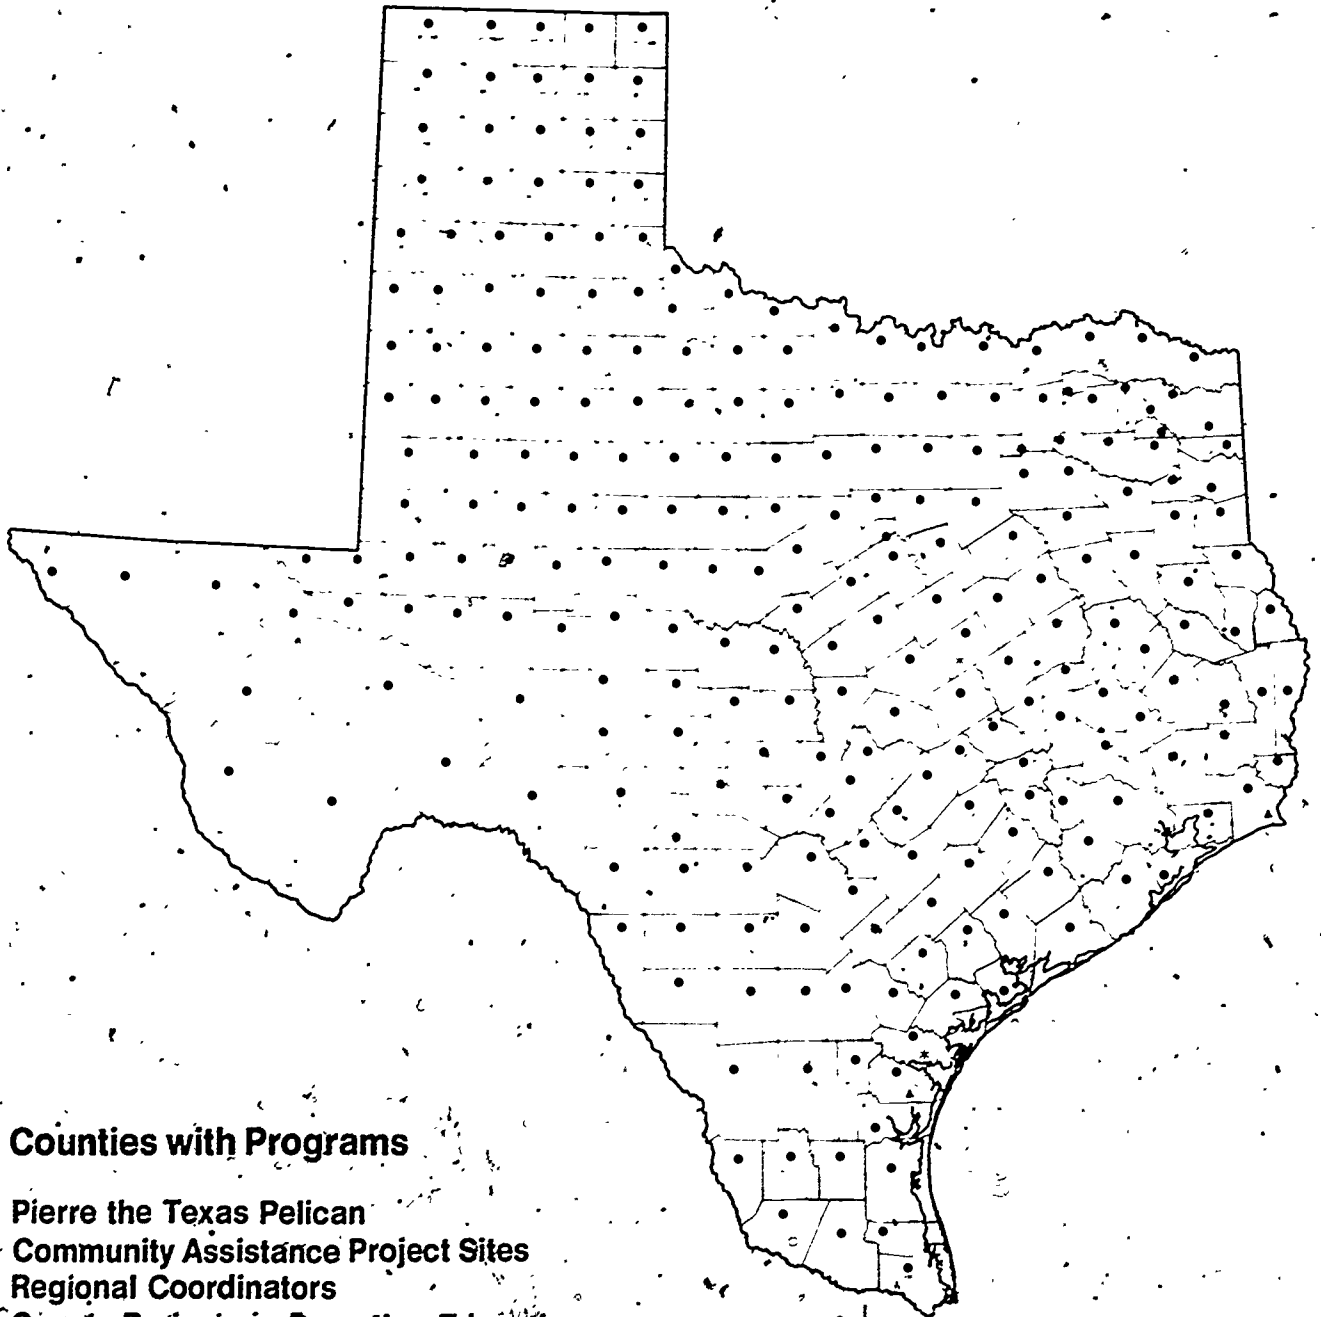 Counties with Programs
Pierre the Texas Pelican
Community Assistance Project Sites
Regional Coordinators